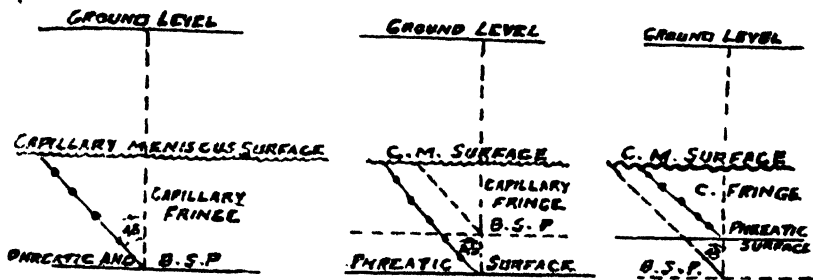 GROUND LEVEL
CAPILLARY MENISCUS SURFACE
CAPILLARY
FRINGE
45
PHREATIC AND B.S.P
GROUND LEVEL
C.M. SURFACE
CAPILLARY
FRINGE
B.S.P
PHREATIC SURFACE
GROUND LEVEL
C.M. SURFACE
C. FRINGE
PHREATIC
SURFACE
B.S.P.